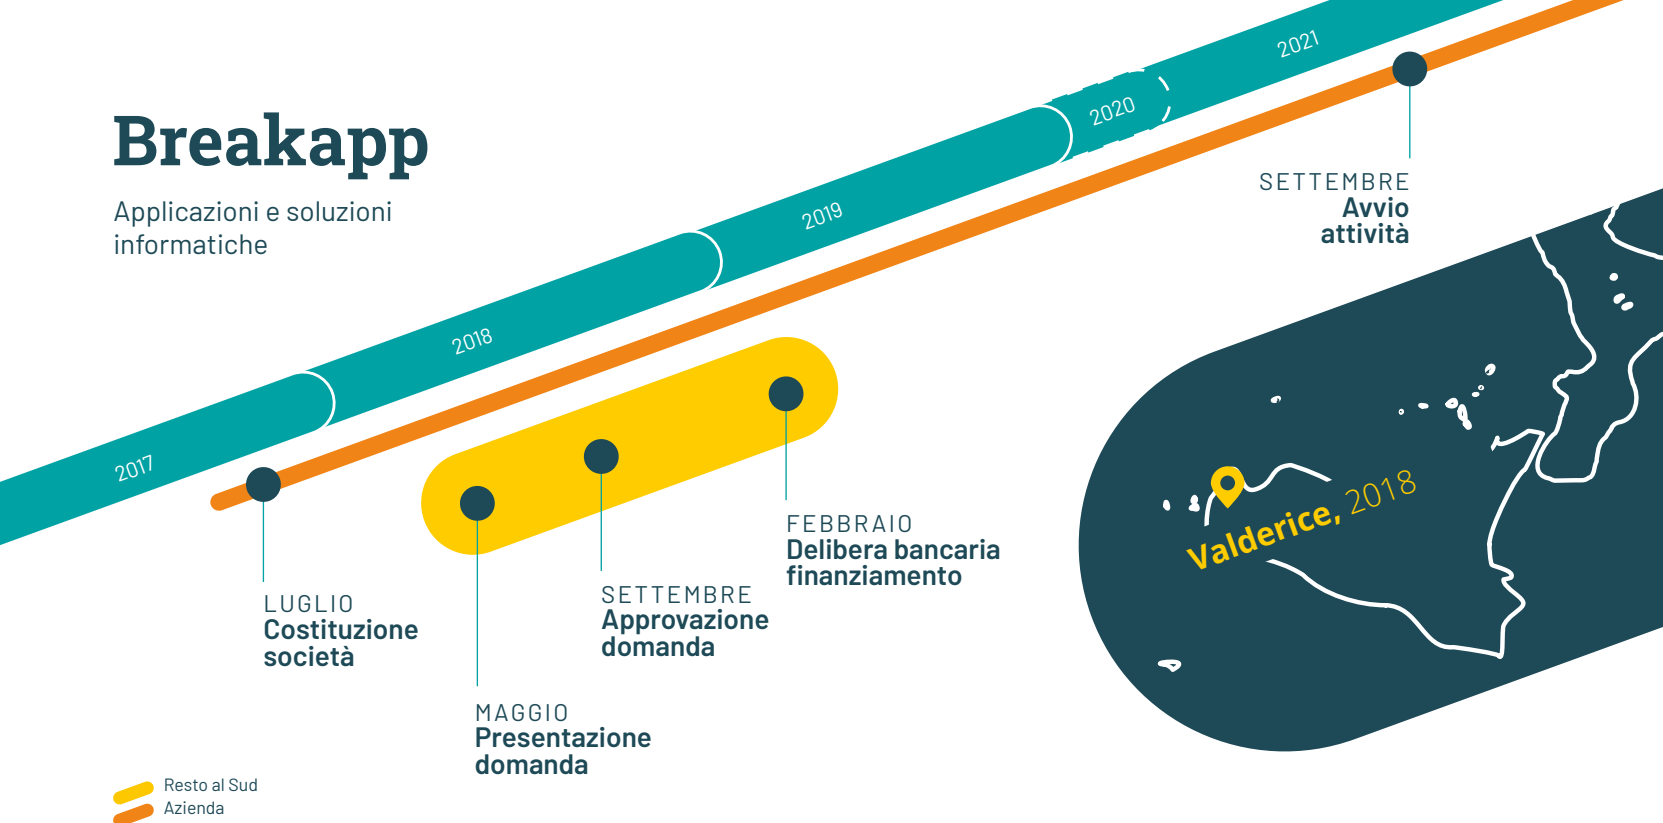 Breakapp
Applicazioni e soluzioni
informatiche
2017
2018
2019
2020
2021
LUGLIO
Costituzione
società
MAGGIO
Presentazione
domanda
SETTEMBRE
Approvazione
domanda
FEBBRAIO
Delibera bancaria
finanziamento
SETTEMBRE
Avvio
attività
Valderice, 2018
Resto al Sud
Azienda